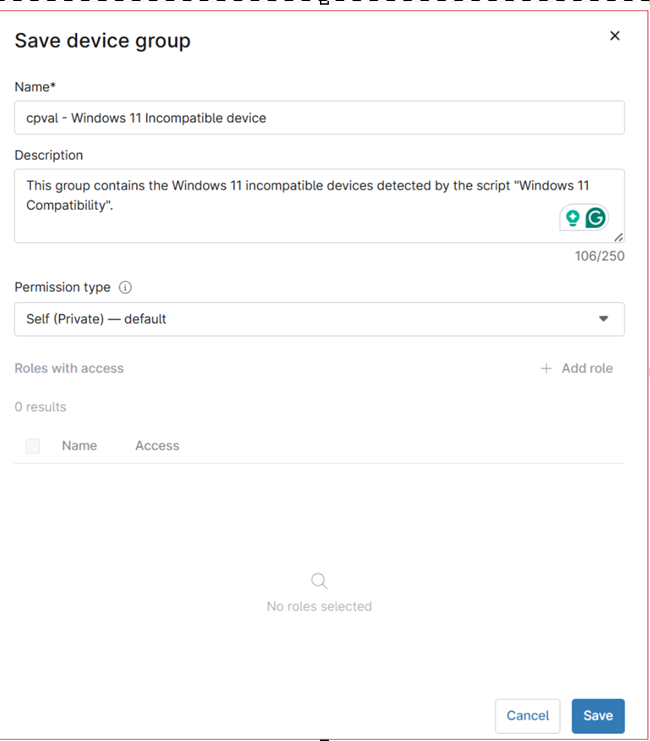 Save device group
Name*
cpval - Windows 11 Incompatible device
Description
This group contains the Windows 11 incompatible devices detected by the script "Windows 11
Compatibility".
106/250
Permission type
Self (Private) — default
Roles with access
Add role
0 results
Name Access
No roles selected
Cancel Save